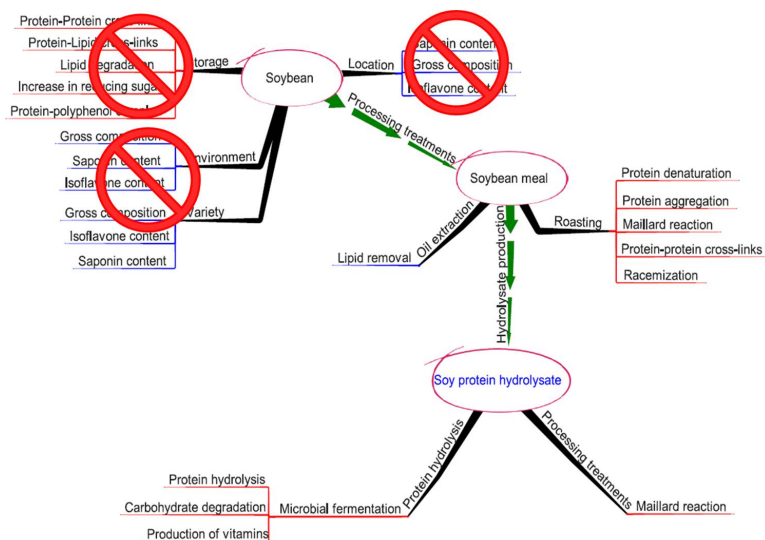 Protein-Protein cross-links
Protein-Lipid cross-links
Lipid degradation
Increase in reducing sugar
Protein-polyphenol
Storage
Soybean
Location
Saponin content
Gross composition
Isoflavone content
Processing treatments
Gross composition
Saponin content
Isoflavone content
Environment
Gross composition
Isoflavone content
Saponin content
Variety
Soybean meal
Oil extraction
Lipid removal
Hydrolysate production
Roasting
Protein denaturation
Protein aggregation
Maillard reaction
Protein-protein cross-links
Racemization
Soy protein hydrolysate
Protein hydrolysis
Microbial fermentation
Protein hydrolysis
Carbohydrate degradation
Production of vitamins
Processing treatments
Maillard reaction